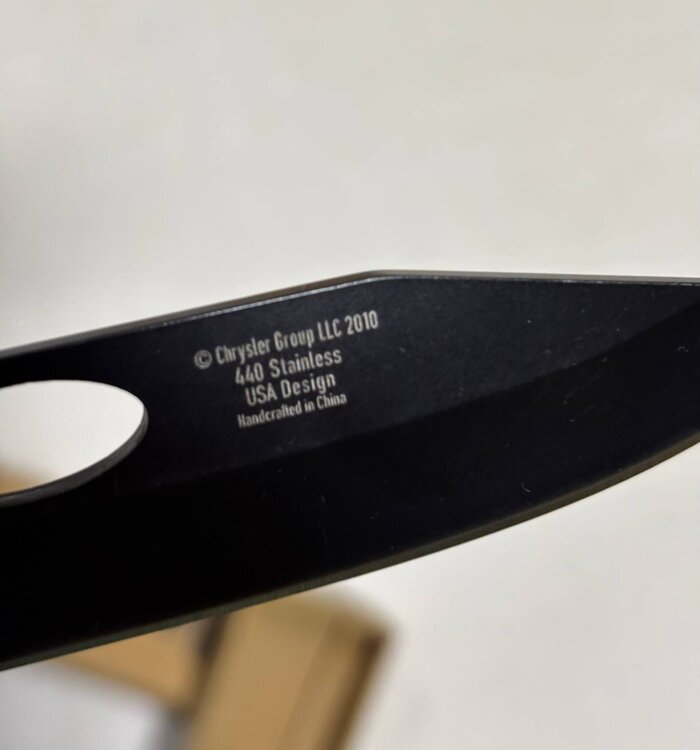 © Chrysler Group LLC 2010
440 Stainless
USA Design
Handcrafted in China